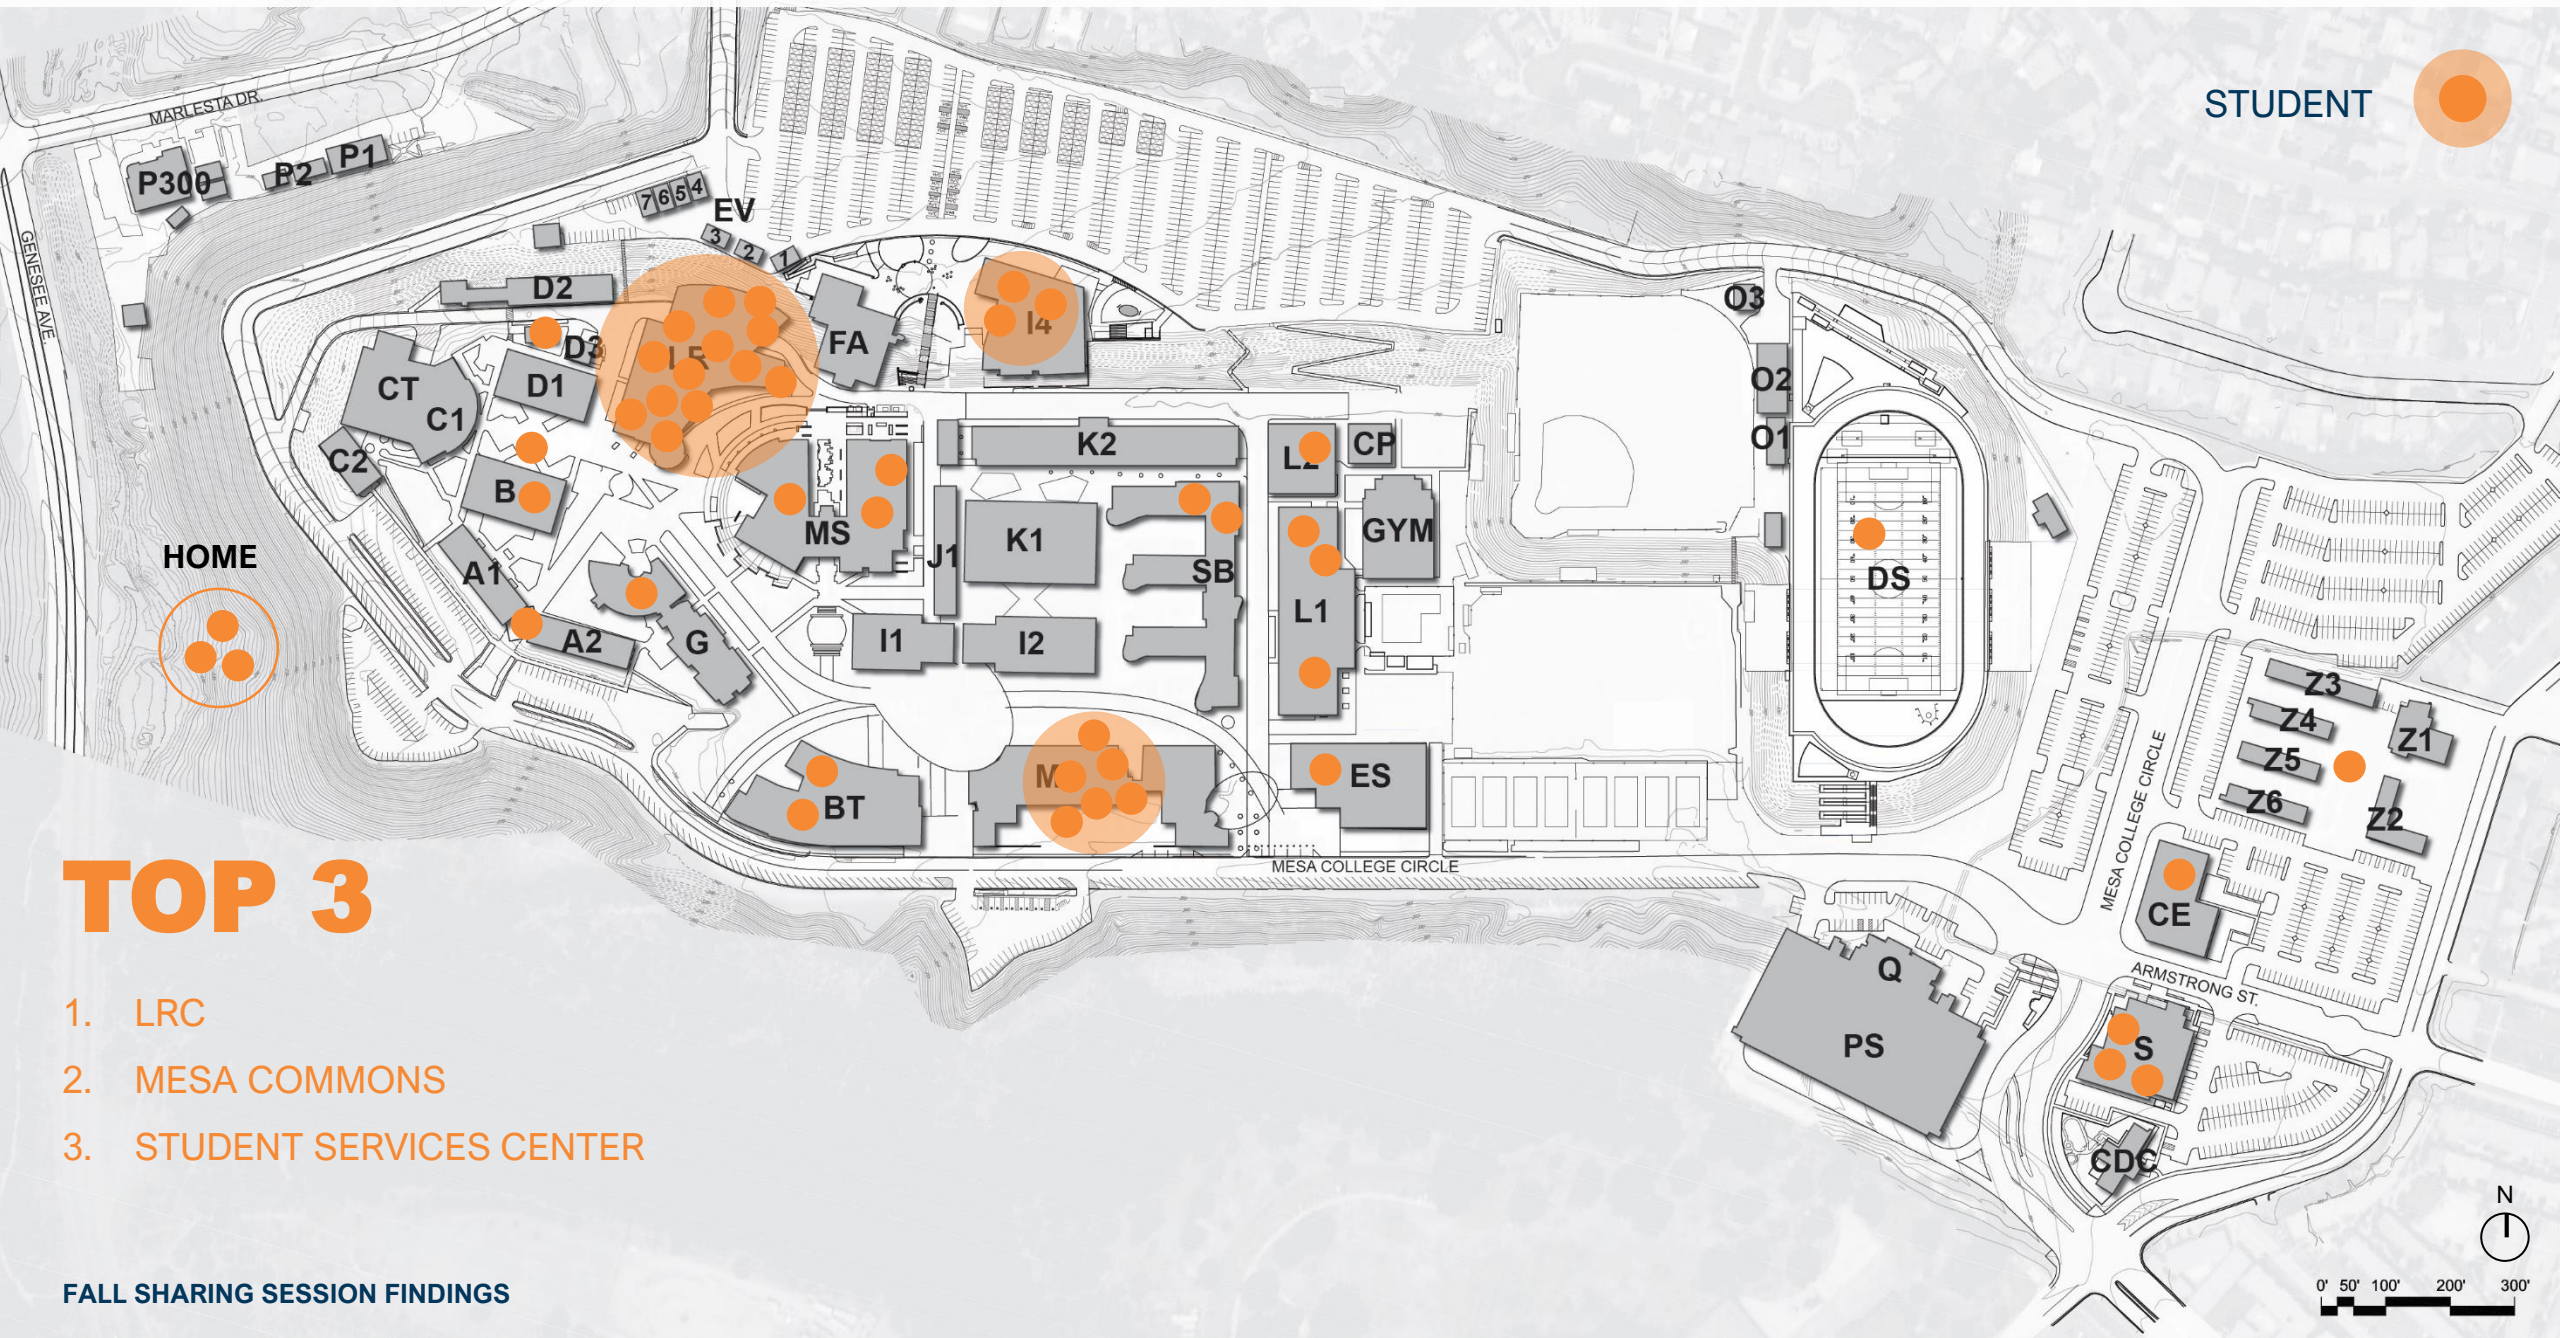 STUDENT
MARLESTA DR.
P300
P2
P1
7 6 5 4
EV
3
2
1
GENESEE AVE.
D2
D3
LR
FA
I4
O3
CT
C1
D1
O2
C2
K2
L2
CP
O1
B
MS
J1
K1
SB
GYM
HOME
A1
A2
G
I1
I2
L1
DS
Z3
Z4
Z1
Z5
Z6
Z2
BT
ES
MESA COLLEGE CIRCLE
MESA COLLEGE CIRCLE
CE
TOP 3
1. LRC
2. MESA COMMONS
3. STUDENT SERVICES CENTER
Q
PS
ARMSTRONG ST.
S
CDC
N
0' 50' 100' 200' 300'
FALL SHARING SESSION FINDINGS